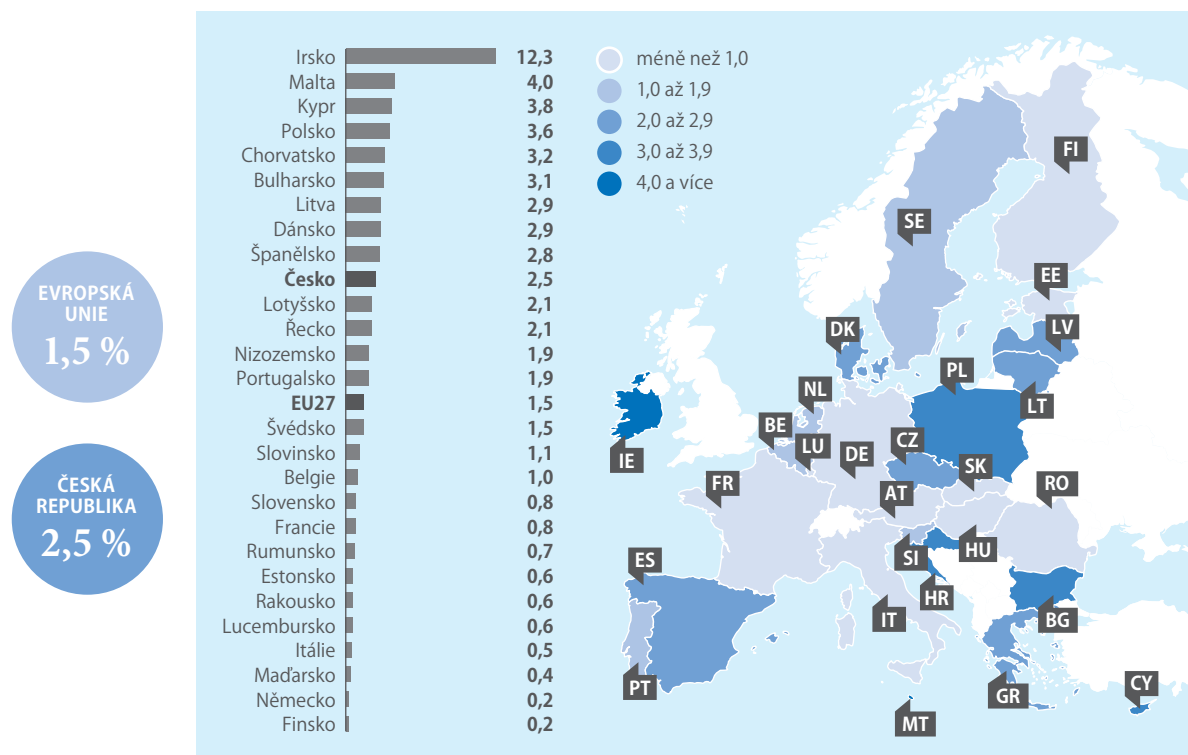 EVROPSKÁ
UNIE
1,5 %
ČESKÁ
REPUBLIKA
2,5 %
Irsko 12,3
Malta 4,0
Kypr 3,8
Polsko 3,6
Chorvatsko 3,2
Bulharsko 3,1
Litva 2,9
Dánsko 2,9
Španělsko 2,8
Česko 2,5
Lotyšsko 2,1
Řecko 2,1
Nizozemsko 1,9
Portugalsko 1,9
EU27 1,5
Švédsko 1,5
Slovinsko 1,1
Belgie 1,0
Slovensko 0,8
Francie 0,8
Rumunsko 0,7
Estonsko 0,6
Rakousko 0,6
Lucembursko 0,6
Itálie 0,5
Maďarsko 0,4
Německo 0,2
Finsko 0,2
méně než 1,0
1,0 až 1,9
2,0 až 2,9
3,0 až 3,9
4,0 a více
FI
SE
EE
LV
DK
PL
NL
LT
BE
CZ
IE
LU
DE
SK
FR
AT
RO
ES
SI
HU
HR
IT
BG
PT
GR
CY
MT